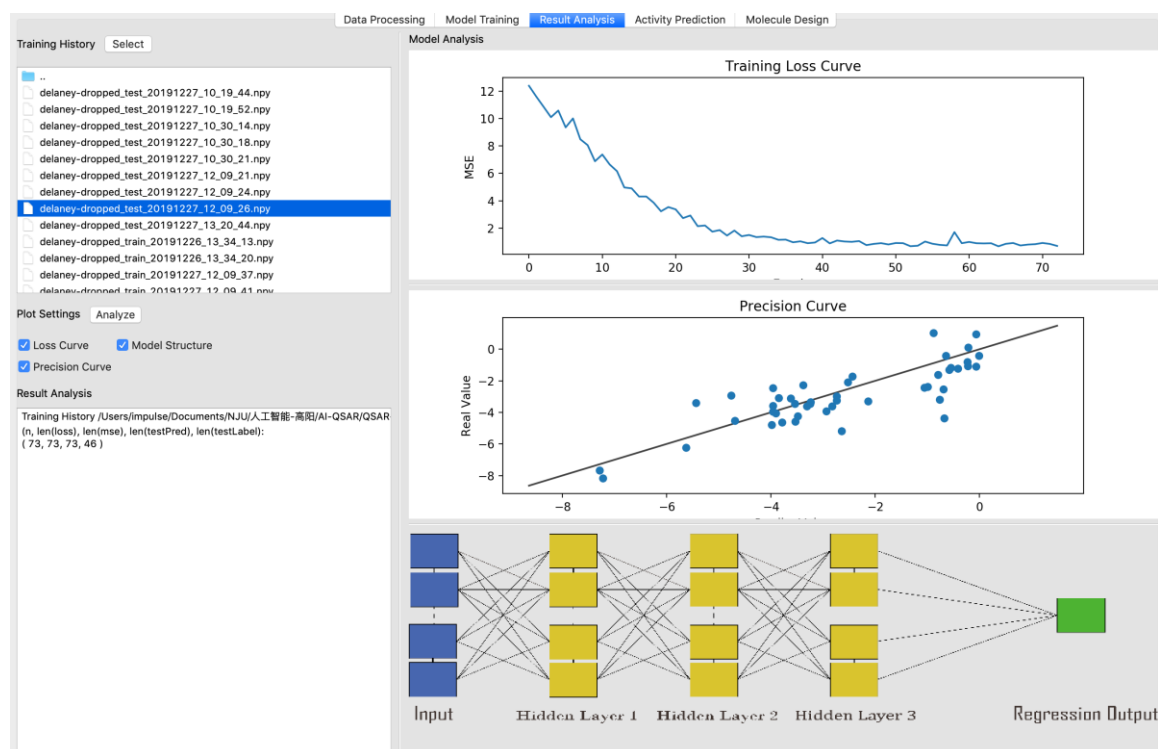 Data Processing Model Training Result Analysis Activity Prediction Molecule Design
Training History Select
..
delaney-dropped_test_20191227_10_19_44.npy
delaney-dropped_test_20191227_10_19_52.npy
delaney-dropped_test_20191227_10_30_14.npy
delaney-dropped_test_20191227_10_30_18.npy
delaney-dropped_test_20191227_10_30_21.npy
delaney-dropped_test_20191227_12_09_21.npy
delaney-dropped_test_20191227_12_09_24.npy
delaney-dropped_test_20191227_12_09_26.npy
delaney-dropped_test_20191227_13_20_44.npy
delaney-dropped_train_20191226_13_34_13.npy
delaney-dropped_train_20191226_13_34_20.npy
delaney-dropped_train_20191227_12_09_37.npy
delaney-dropped_train_20191227_12_09_41.npy
Plot Settings Analyze
Loss Curve Model Structure
Precision Curve
Result Analysis
Training History /Users/impulse/Documents/NJU/人工智能-高阳/AI-QSAR/QSAR
(n, len(loss), len(mse), len(testPred), len(testLabel):
( 73, 73, 73, 46 )
Model Analysis
Training Loss Curve
MSE
12
10
8
6
4
2
0 10 20 30 40 50 60 70
Precision Curve
Real Value
0
−2
−4
−6
−8
−8 −6 −4 −2 0
Input Hidden Layer 1 Hidden Layer 2 Hidden Layer 3 Regression Output